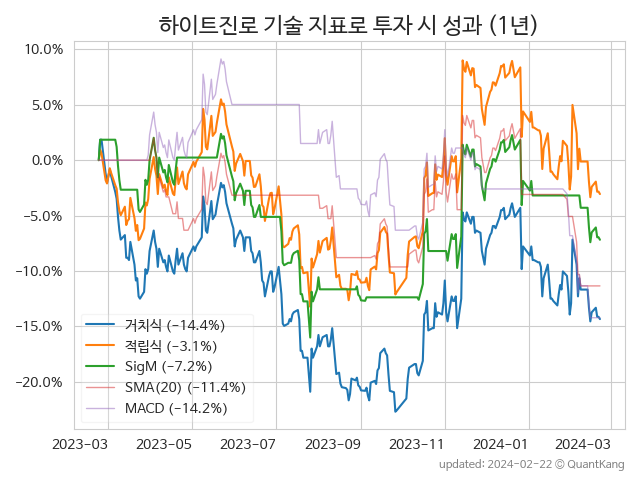 하이트진로 기술 지표로 투자 시 성과 (1년)
10.0%
5.0%
0.0%
−5.0%
−10.0%
−15.0%
−20.0%
거치식 (−14.4%)
적립식 (−3.1%)
SigM (−7.2%)
SMA(20) (−11.4%)
MACD (−14.2%)
2023-03 2023-05 2023-07 2023-09 2023-11 2024-01 2024-03
updated: 2024-02-22 © QuantKang